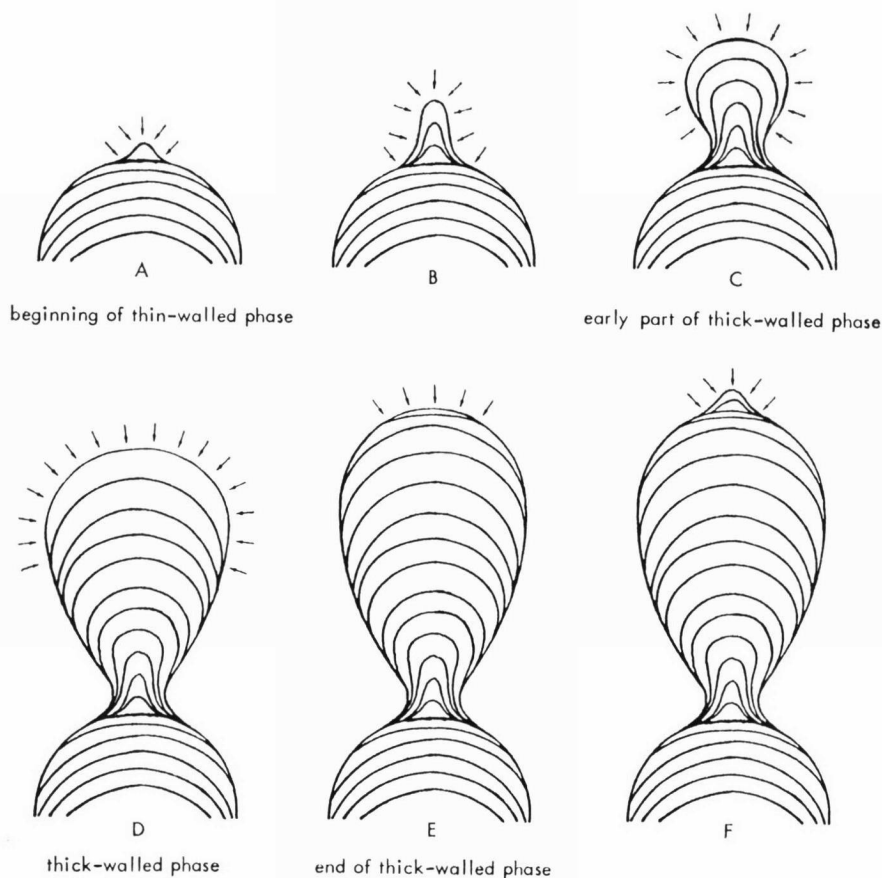 A
B
C
beginning of thin-walled phase
early part of thick-walled phase
D
E
F
thick-walled phase
end of thick-walled phase